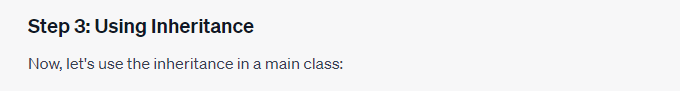 Step 3: Using Inheritance
Now, let's use the inheritance in a main class: